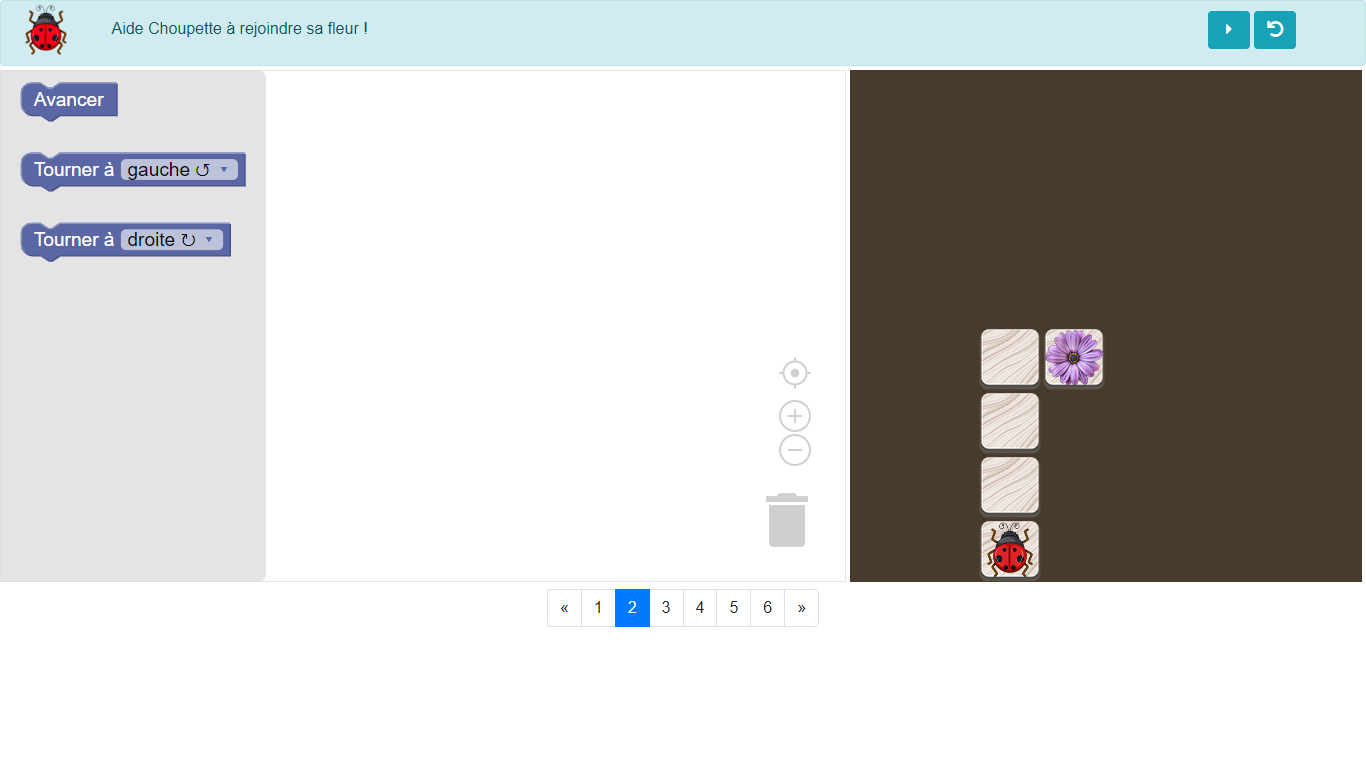 Aide Choupette à rejoindre sa fleur !
Avancer
Tourner à gauche ↺ ▾
Tourner à droite ↻ ▾
« 1 2 3 4 5 6 »